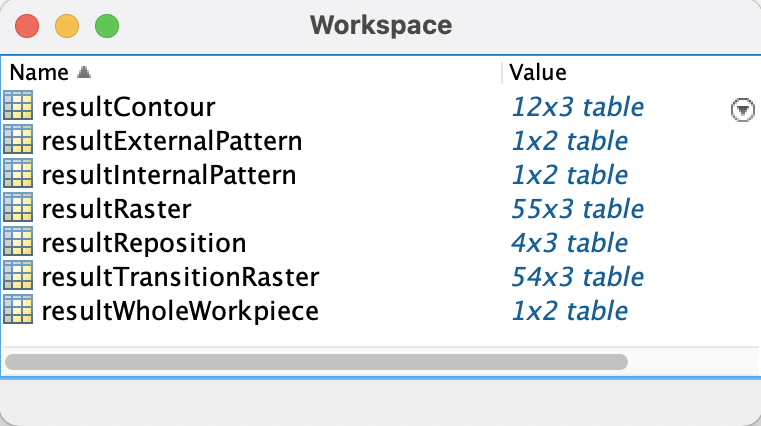 Workspace
Name Value
resultContour 12x3 table
resultExternalPattern 1x2 table
resultInternalPattern 1x2 table
resultRaster 55x3 table
resultReposition 4x3 table
resultTransitionRaster 54x3 table
resultWholeWorkpiece 1x2 table